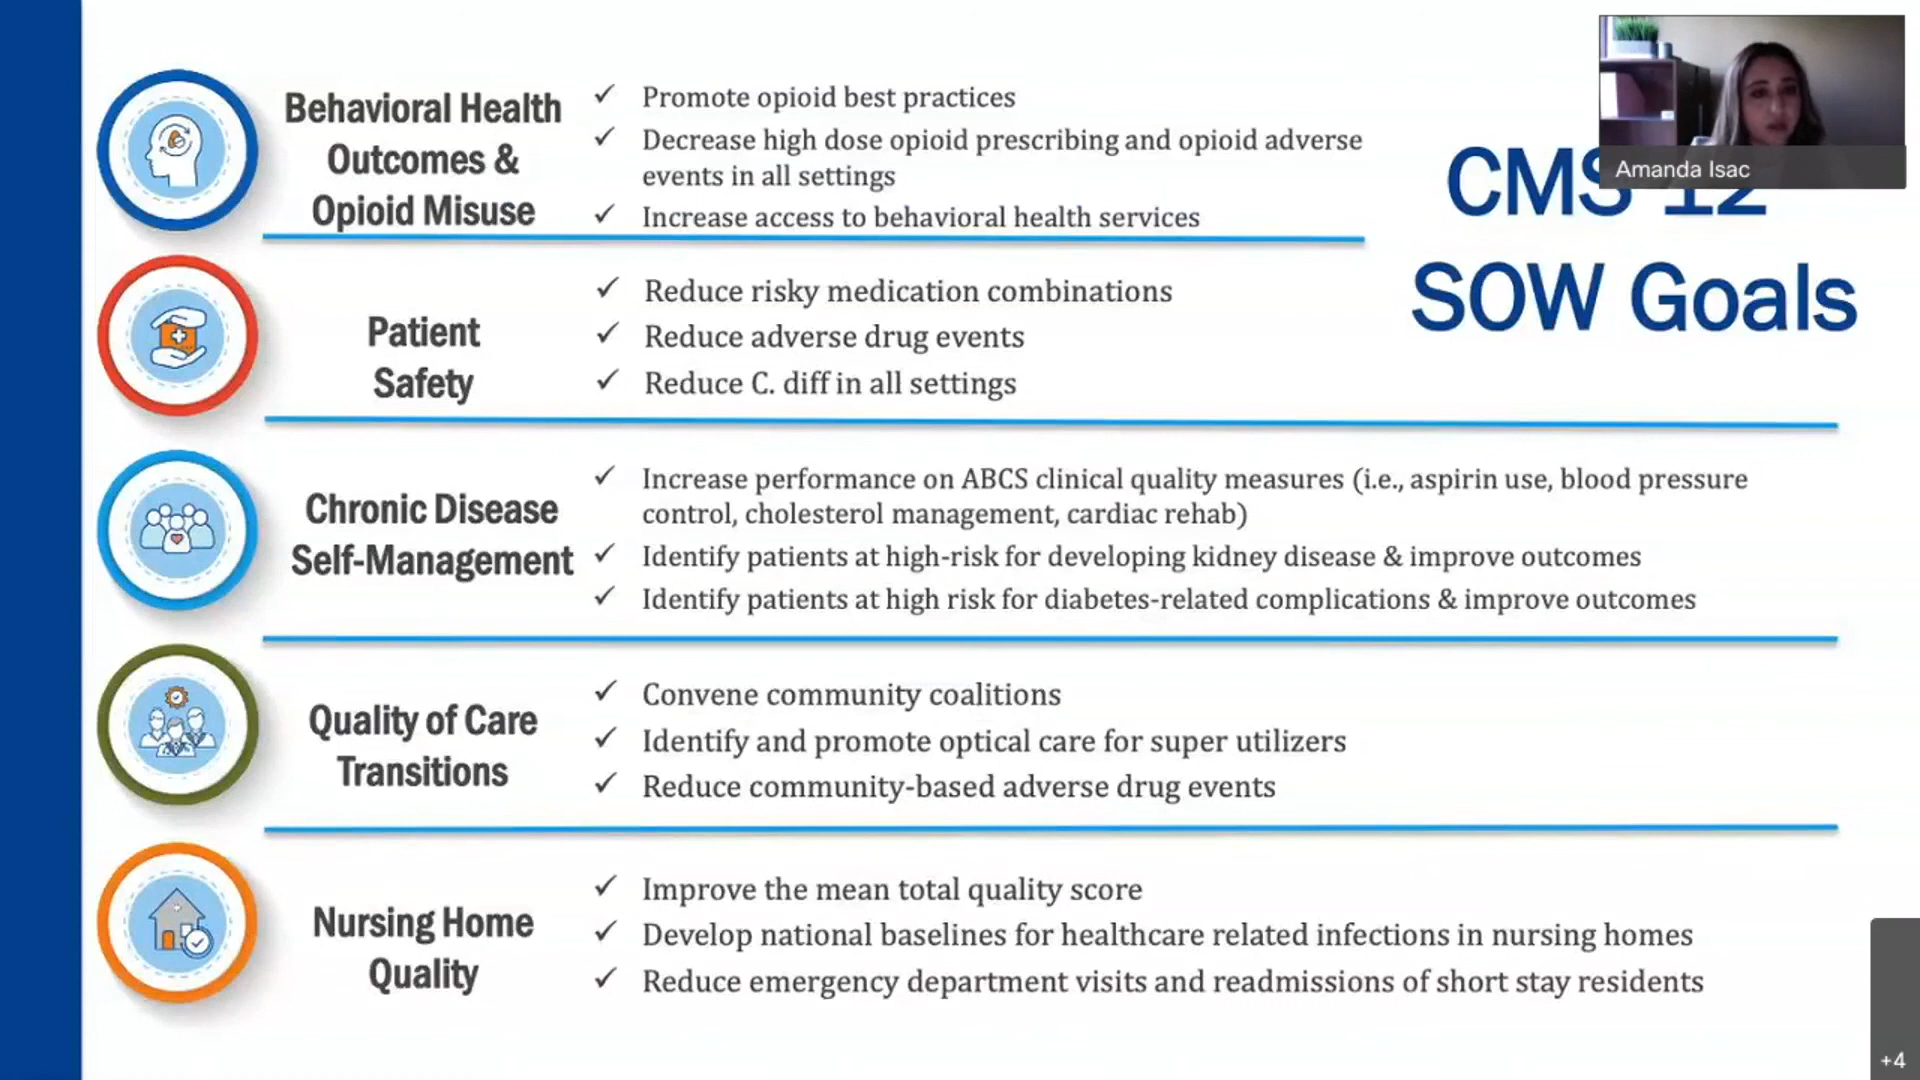 Behavioral Health
Outcomes &
Opioid Misuse
✓ Promote opioid best practices
✓ Decrease high dose opioid prescribing and opioid adverse
events in all settings
✓ Increase access to behavioral health services
CMS 12
SOW Goals
Amanda Isac
Patient
Safety
✓ Reduce risky medication combinations
✓ Reduce adverse drug events
✓ Reduce C. diff in all settings
Chronic Disease
Self-Management
✓ Increase performance on ABCS clinical quality measures (i.e., aspirin use, blood pressure
control, cholesterol management, cardiac rehab)
✓ Identify patients at high-risk for developing kidney disease & improve outcomes
✓ Identify patients at high risk for diabetes-related complications & improve outcomes
Quality of Care
Transitions
✓ Convene community coalitions
✓ Identify and promote optical care for super utilizers
✓ Reduce community-based adverse drug events
Nursing Home
Quality
✓ Improve the mean total quality score
✓ Develop national baselines for healthcare related infections in nursing homes
✓ Reduce emergency department visits and readmissions of short stay residents
+4